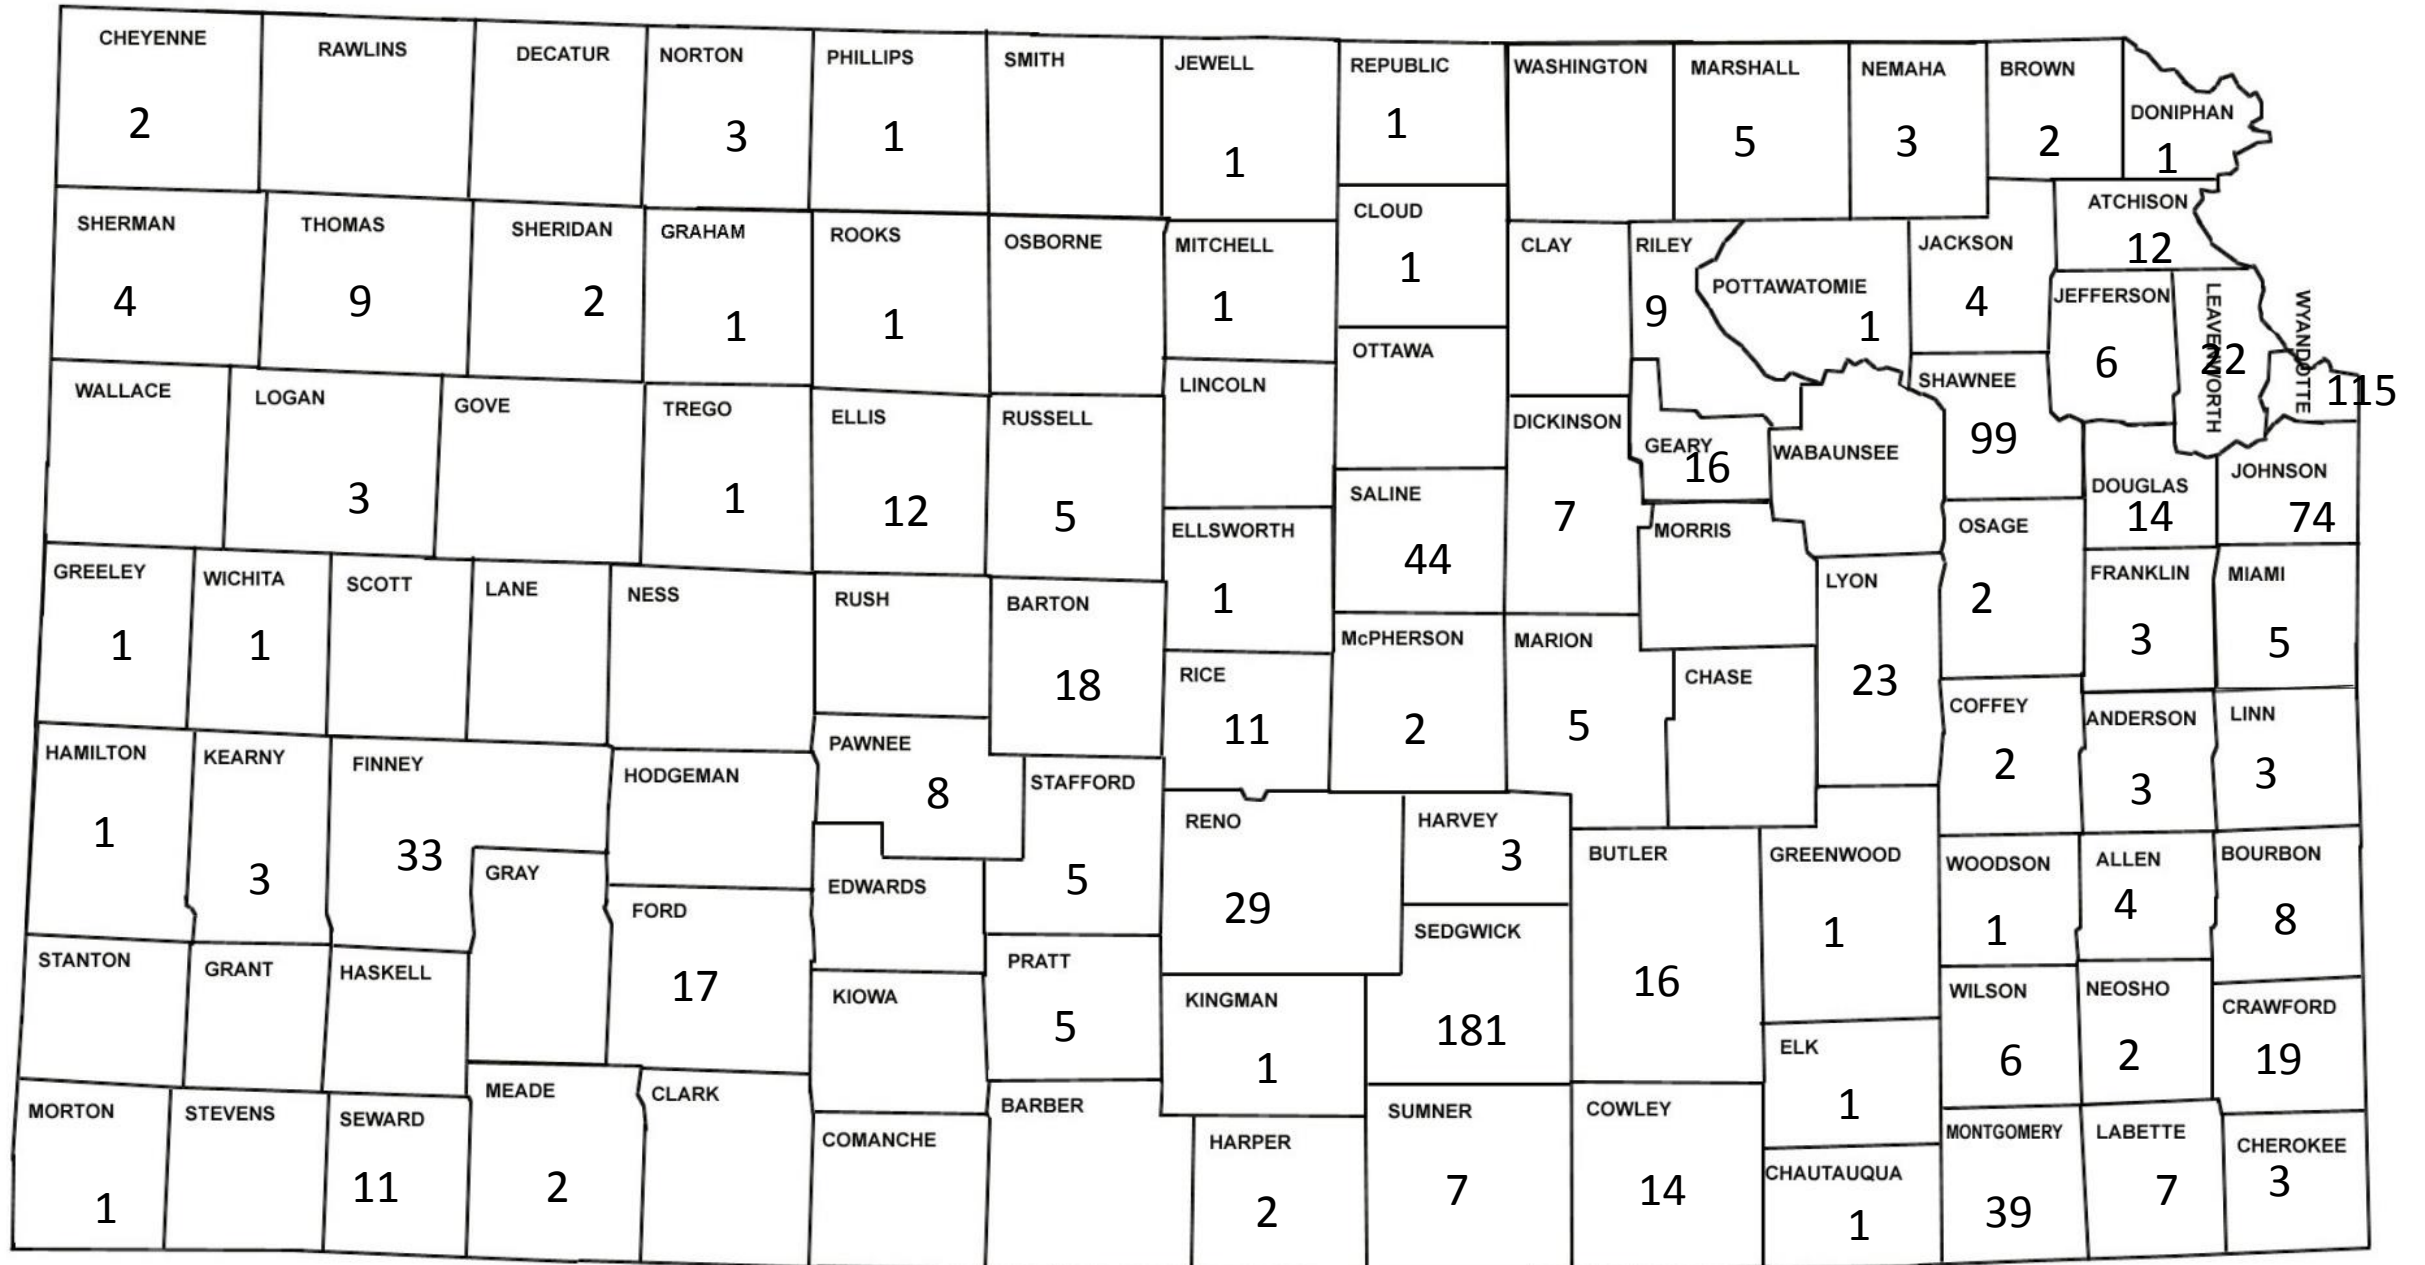 CHEYENNE
2
RAWLINS
DECATUR
NORTON
3
PHILLIPS
1
SMITH
JEWELL
1
REPUBLIC
1
WASHINGTON
MARSHALL
5
NEMAHA
3
BROWN
2
DONIPHAN
1
SHERMAN
4
THOMAS
9
SHERIDAN
2
GRAHAM
1
ROOKS
1
OSBORNE
MITCHELL
1
CLOUD
1
CLAY
RILEY
9
POTTAWATOMIE
1
JACKSON
4
ATCHISON
12
JEFFERSON
6
LEAVENWORTH
22
WYANDOTTE
115
WALLACE
LOGAN
3
GOVE
TREGO
1
ELLIS
12
RUSSELL
5
LINCOLN
OTTAWA
DICKINSON
7
GEARY
16
WABAUNSEE
SHAWNEE
99
DOUGLAS
14
JOHNSON
74
GREELEY
1
WICHITA
1
SCOTT
LANE
NESS
RUSH
BARTON
18
ELLSWORTH
1
SALINE
44
MORRIS
LYON
23
OSAGE
2
FRANKLIN
3
MIAMI
5
HAMILTON
1
KEARNY
3
FINNEY
33
HODGEMAN
PAWNEE
8
STAFFORD
5
RICE
11
McPHERSON
2
MARION
5
CHASE
COFFEY
2
ANDERSON
3
LINN
3
GRAY
FORD
17
EDWARDS
RENO
29
HARVEY
3
BUTLER
16
GREENWOOD
1
WOODSON
1
ALLEN
4
BOURBON
8
STANTON
GRANT
HASKELL
KIOWA
PRATT
5
KINGMAN
1
SEDGWICK
181
ELK
1
WILSON
6
NEOSHO
2
CRAWFORD
19
MORTON
1
STEVENS
SEWARD
11
MEADE
2
CLARK
COMANCHE
BARBER
HARPER
2
SUMNER
7
COWLEY
14
CHAUTAUQUA
1
MONTGOMERY
39
LABETTE
7
CHEROKEE
3